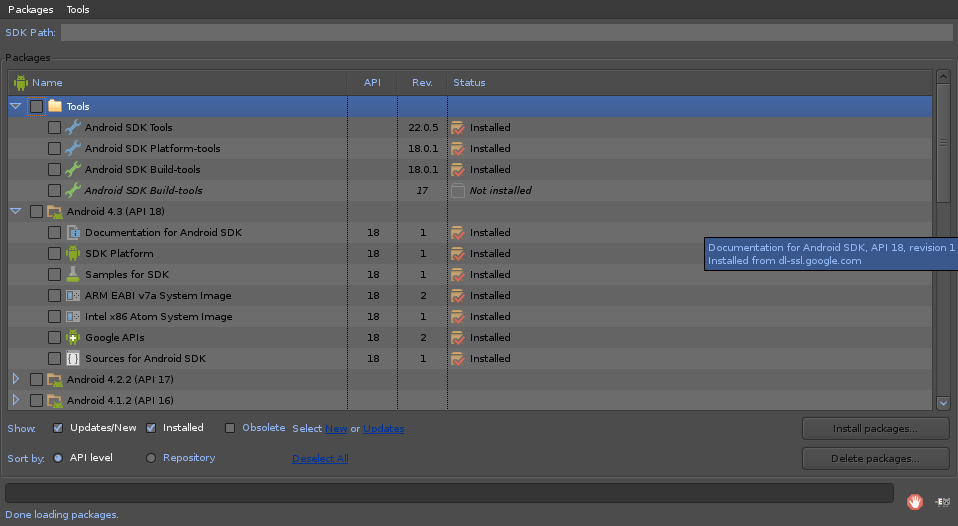 Packages Tools
SDK Path:
Packages
Name API Rev. Status
Tools
Android SDK Tools 22.0.5 Installed
Android SDK Platform-tools 18.0.1 Installed
Android SDK Build-tools 18.0.1 Installed
Android SDK Build-tools 17 Not installed
Android 4.3 (API 18)
Documentation for Android SDK 18 1 Installed
SDK Platform 18 1 Installed
Documentation for Android SDK, API 18, revision 1
Installed from dl-ssl.google.com
Samples for SDK 18 1 Installed
ARM EABI v7a System Image 18 2 Installed
Intel x86 Atom System Image 18 1 Installed
Google APIs 18 2 Installed
Sources for Android SDK 18 1 Installed
Android 4.2.2 (API 17)
Android 4.1.2 (API 16)
Show: Updates/New Installed Obsolete Select New or Updates Install packages...
Sort by: API level Repository Deselect All Delete packages...
Done loading packages.